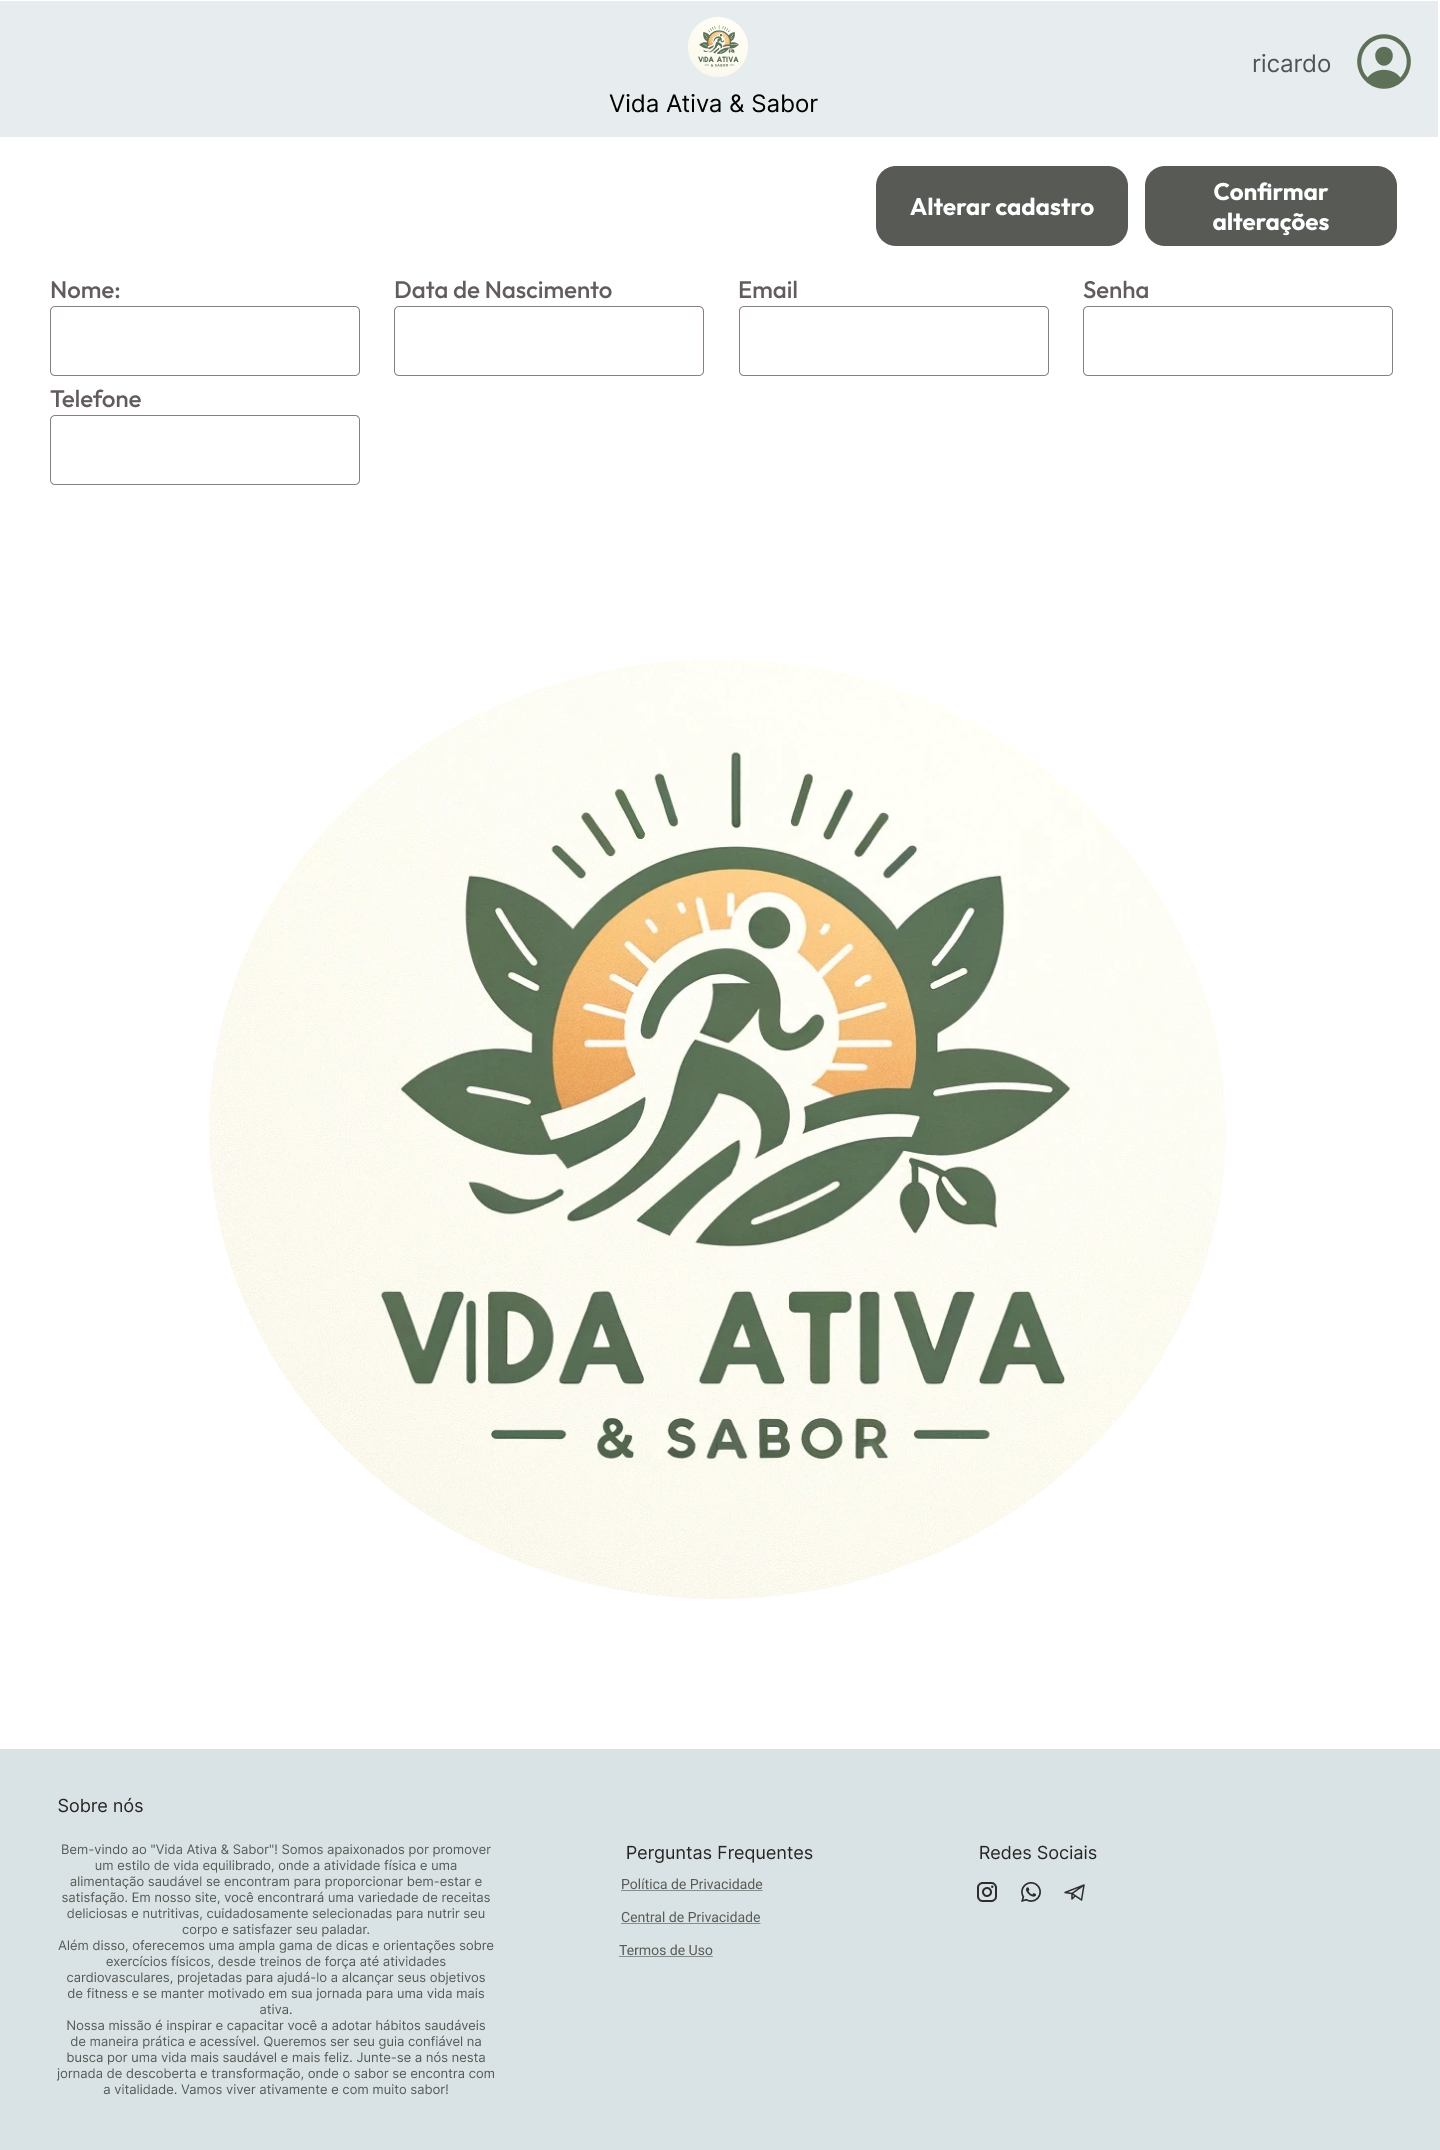 VIDA ATIVA
& SABOR
Vida Ativa & Sabor
ricardo
Alterar cadastro
Confirmar
alterações
Nome:
Data de Nascimento
Email
Senha
Telefone
VIDA ATIVA
& SABOR
Sobre nós
Bem-vindo ao "Vida Ativa & Sabor"! Somos apaixonados por promover
um estilo de vida equilibrado, onde a atividade física e uma
alimentação saudável se encontram para proporcionar bem-estar e
satisfação. Em nosso site, você encontrará uma variedade de receitas
deliciosas e nutritivas, cuidadosamente selecionadas para nutrir seu
corpo e satisfazer seu paladar.
Além disso, oferecemos uma ampla gama de dicas e orientações sobre
exercícios físicos, desde treinos de força até atividades
cardiovasculares, projetadas para ajudá-lo a alcançar seus objetivos
de fitness e se manter motivado em sua jornada para uma vida mais
ativa.
Nossa missão é inspirar e capacitar você a adotar hábitos saudáveis
de maneira prática e acessível. Queremos ser seu guia confiável na
busca por uma vida mais saudável e mais feliz. Junte-se a nós nesta
jornada de descoberta e transformação, onde o sabor se encontra com
a vitalidade. Vamos viver ativamente e com muito sabor!
Perguntas Frequentes
Política de Privacidade
Central de Privacidade
Termos de Uso
Redes Sociais